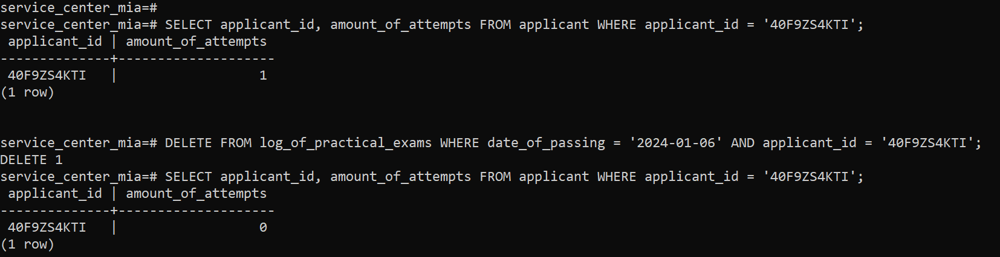 service_center_mia=#
service_center_mia=# SELECT applicant_id, amount_of_attempts FROM applicant WHERE applicant_id = '40F9ZS4KTI';
 applicant_id | amount_of_attempts
--------------+--------------------
 40F9ZS4KTI   |                  1
(1 row)
service_center_mia=# DELETE FROM log_of_practical_exams WHERE date_of_passing = '2024-01-06' AND applicant_id = '40F9ZS4KTI';
DELETE 1
service_center_mia=# SELECT applicant_id, amount_of_attempts FROM applicant WHERE applicant_id = '40F9ZS4KTI';
 applicant_id | amount_of_attempts
--------------+--------------------
 40F9ZS4KTI   |                  0
(1 row)